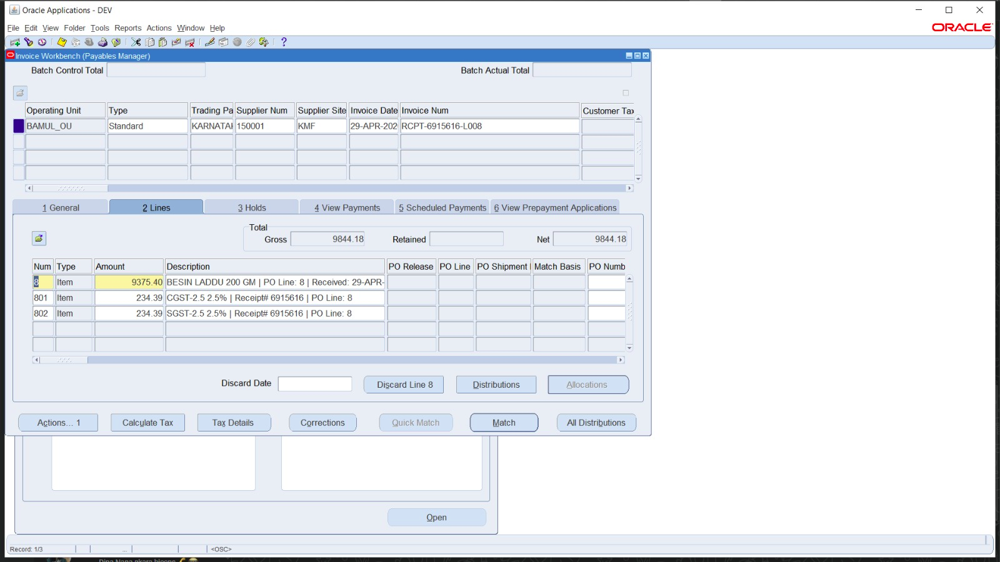 Oracle Applications - DEV
File Edit View Folder Tools Reports Actions Window Help
ORACLE
Invoice Workbench (Payables Manager)
Batch Control Total
Batch Actual Total
Operating Unit Type Trading Pa Supplier Num Supplier Site Invoice Date Invoice Num Customer Tax
BAMUL_OU Standard KARNATAK 150001 KMF 29-APR-202 RCPT-6915616-L008
1 General 2 Lines 3 Holds 4 View Payments 5 Scheduled Payments 6 View Prepayment Applications
Total
Gross 9844.18 Retained Net 9844.18
Num Type Amount Description PO Release PO Line PO Shipment Match Basis PO Numb
8 Item 9375.40 BESIN LADDU 200 GM | PO Line: 8 | Received: 29-APR-
801 Item 234.39 CGST-2.5 2.5% | Receipt# 6915616 | PO Line: 8
802 Item 234.39 SGST-2.5 2.5% | Receipt# 6915616 | PO Line: 8
Discard Date Discard Line 8 Distributions Allocations
Actions... 1 Calculate Tax Tax Details Corrections Quick Match Match All Distributions
Open
Record: 1/3 ... <OSC>